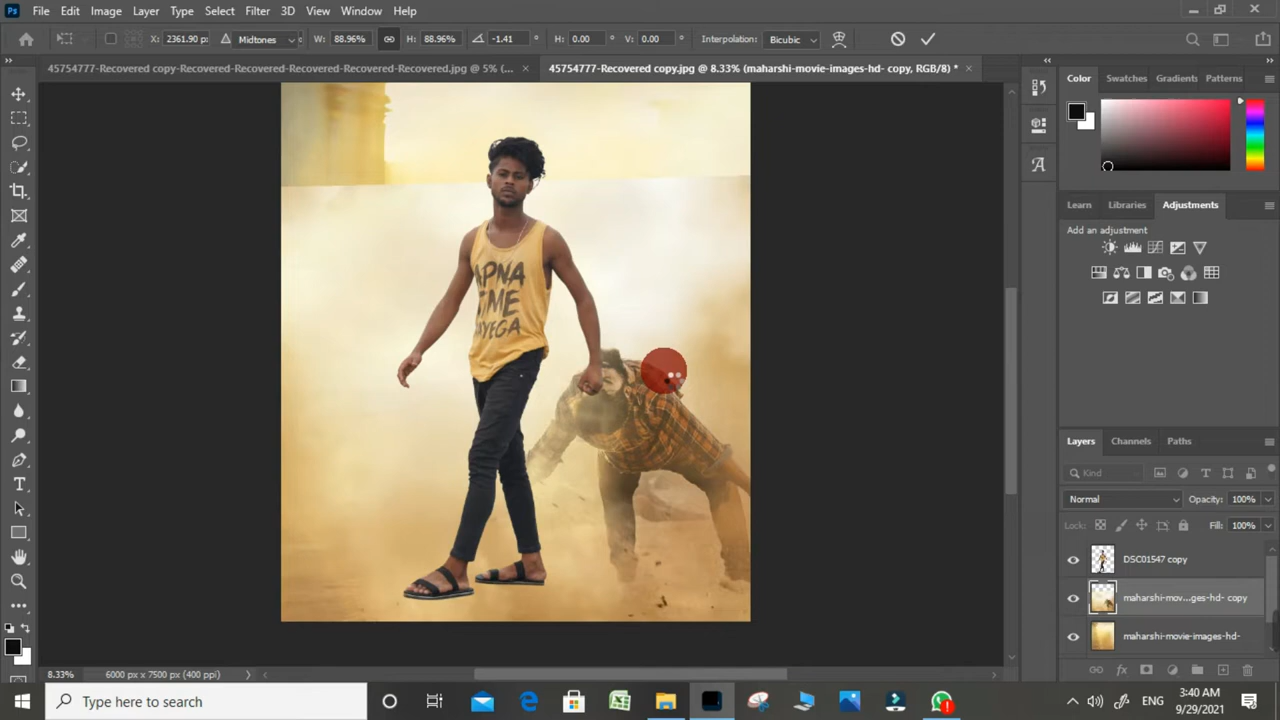 Ps File Edit Image Layer Type Select Filter 3D View Window Help
X: 2361.90 px Midtones W: 88.96% H: 88.96% -1.41 ° H: 0.00 ° V: 0.00 ° Interpolation: Bicubic
45754777-Recovered copy-Recovered-Recovered-Recovered-Recovered-Recovered.jpg @ 5% (... × 45754777-Recovered copy.jpg @ 8.33% (maharshi-movie-images-hd- copy, RGB/8) * ×
Color Swatches Gradients Patterns
Learn Libraries Adjustments
Add an adjustment
APNA
AYEGA
Layers Channels Paths
Kind
Normal Opacity: 100%
Lock: Fill: 100%
DSC01547 copy
maharshi-mov...ges-hd- copy
maharshi-movie-images-hd-
8.33% 6000 px x 7500 px (400 ppi)
Type here to search
ENG
3:40 AM
9/29/2021